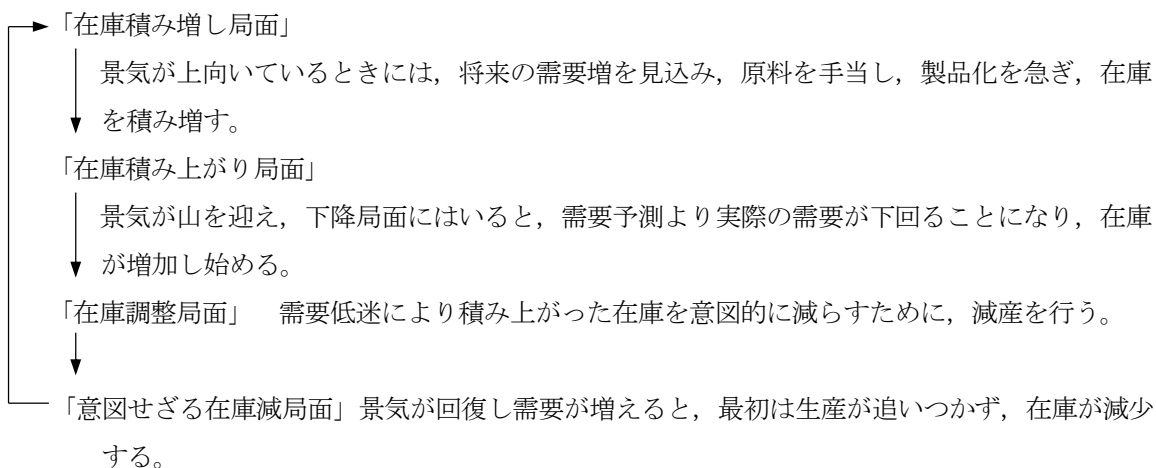 「在庫積み増し局面」
景気が上向いているときには，将来の需要増を見込み，原料を手当し，製品化を急ぎ，在庫
を積み増す。
「在庫積み上がり局面」
景気が山を迎え，下降局面にはいると，需要予測より実際の需要が下回ることになり，在庫
が増加し始める。
「在庫調整局面」　需要低迷により積み上がった在庫を意図的に減らすために，減産を行う。
「意図せざる在庫減局面」景気が回復し需要が増えると，最初は生産が追いつかず，在庫が減少
する。